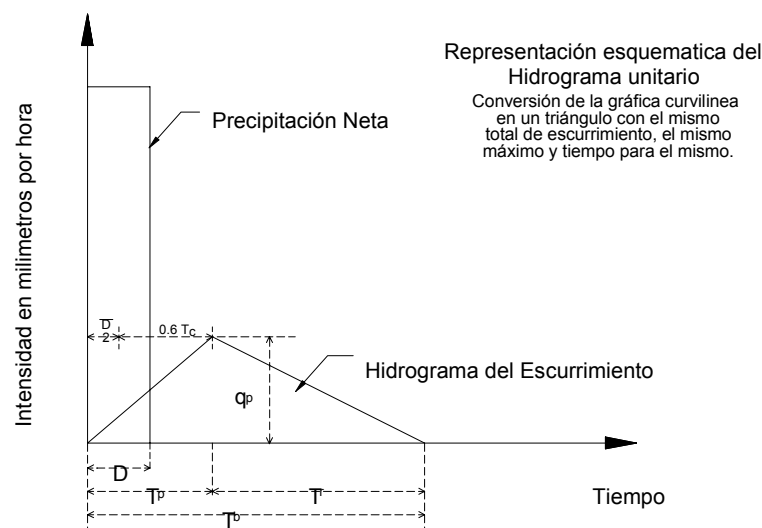 Representación esquematica del
Hidrograma unitario
Conversión de la gráfica curvilinea
en un triángulo con el mismo
total de escurrimiento, el mismo
máximo y tiempo para el mismo.
Intensidad en milimetros por hora
Precipitación Neta
D
2
0.6 Tc
Hidrograma del Escurrimiento
qp
D
Tp
Tr
Tb
Tiempo